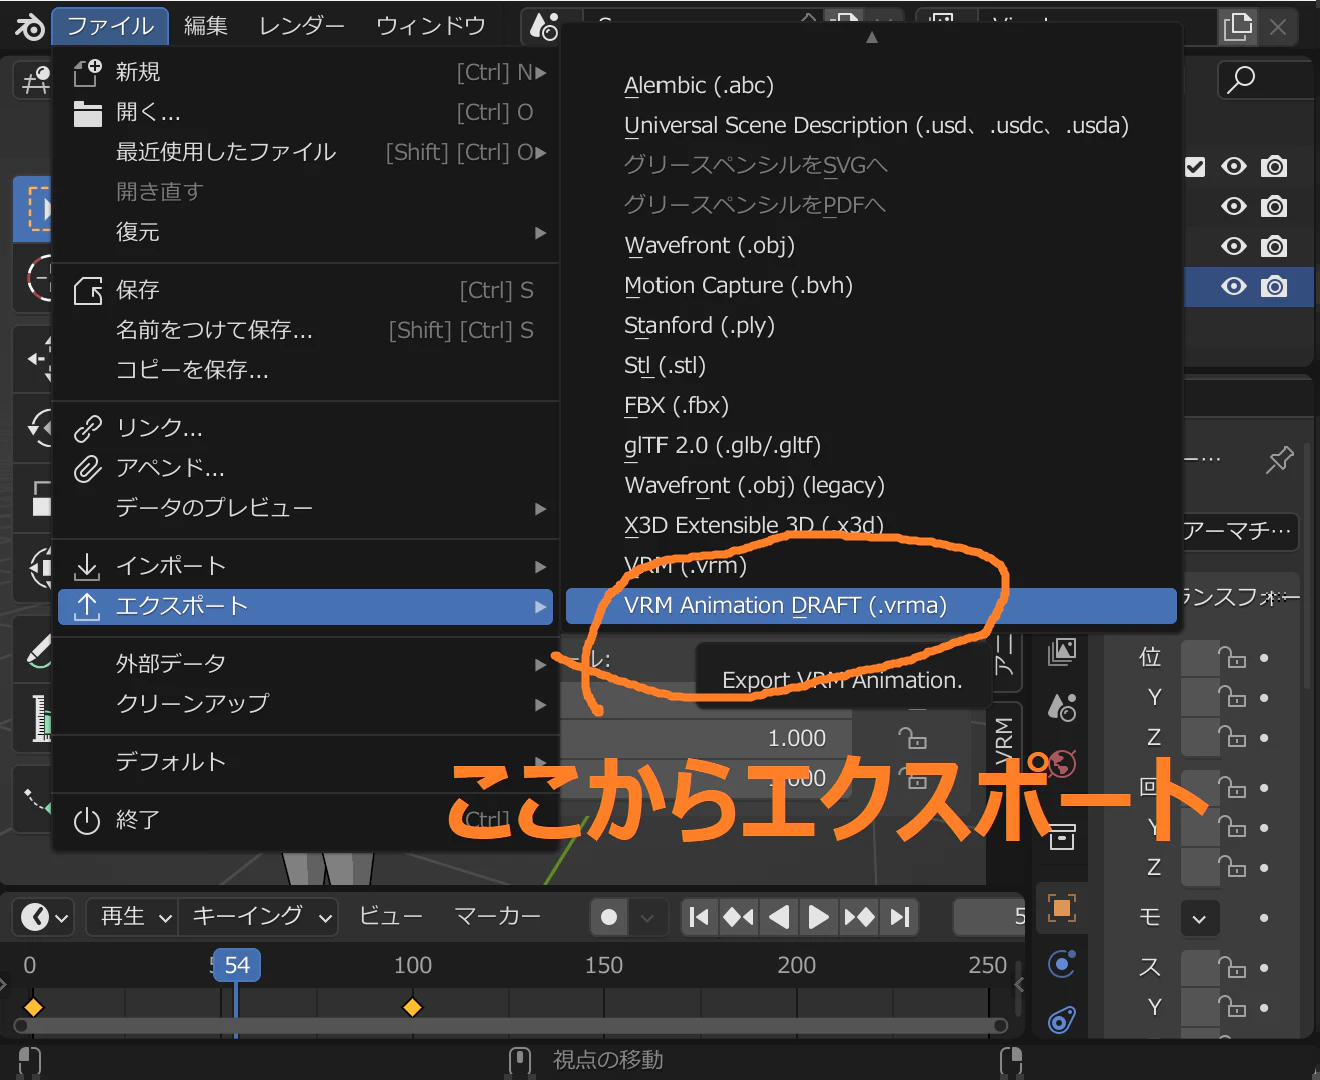 ファイル 編集 レンダー ウィンドウ
新規 [Ctrl] N
開く... [Ctrl] O
最近使用したファイル [Shift] [Ctrl] O
開き直す
復元
保存 [Ctrl] S
名前をつけて保存... [Shift] [Ctrl] S
コピーを保存...
リンク...
アペンド...
データのプレビュー
インポート
エクスポート
外部データ
クリーンアップ
デフォルト
終了 [Ctrl]
Alembic (.abc)
Universal Scene Description (.usd、.usdc、.usda)
グリースペンシルをSVGへ
グリースペンシルをPDFへ
Wavefront (.obj)
Motion Capture (.bvh)
Stanford (.ply)
Stl (.stl)
FBX (.fbx)
glTF 2.0 (.glb/.gltf)
Wavefront (.obj) (legacy)
X3D Extensible 3D (.x3d)
VRM (.vrm)
VRM Animation DRAFT (.vrma)
Export VRM Animation.
ル:
1.000
ここからエクスポート
アニ
VRM
アーマチ...
ランスフォー
位
Y
Z
回
Y
Z
モ
ス
Y
再生 キーイング ビュー マーカー 5
0 54 100 150 200 250
視点の移動